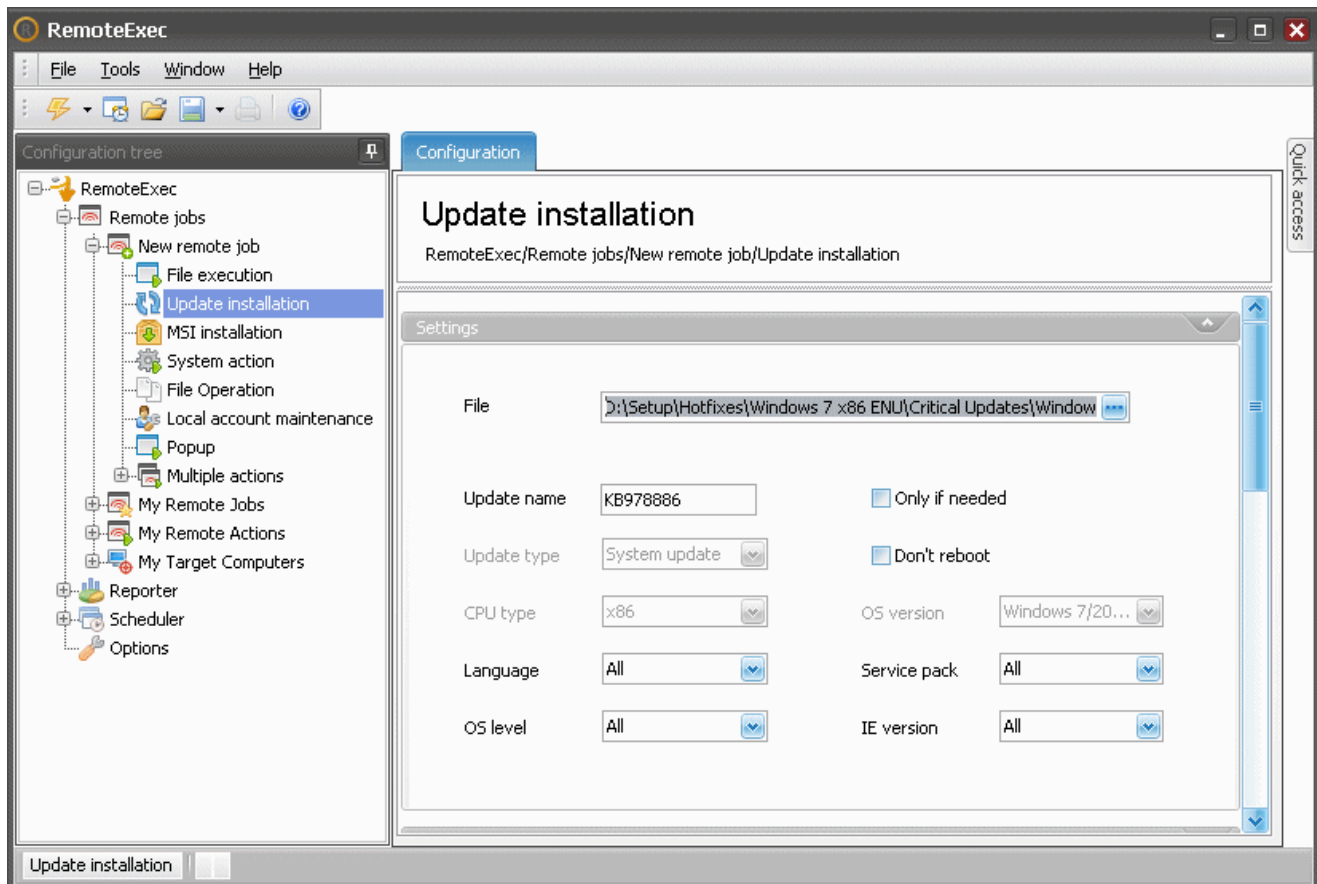 RemoteExec
File Tools Window Help
Configuration tree
RemoteExec
Remote jobs
New remote job
File execution
Update installation
MSI installation
System action
File Operation
Local account maintenance
Popup
Multiple actions
My Remote Jobs
My Remote Actions
My Target Computers
Reporter
Scheduler
Options
Configuration
Quick access
Update installation
RemoteExec/Remote jobs/New remote job/Update installation
Settings
File D:\Setup\Hotfixes\Windows 7 x86 ENU\Critical Updates\Window ...
Update name KB978886 Only if needed
Update type System update Don't reboot
CPU type x86 OS version Windows 7/20...
Language All Service pack All
OS level All IE version All
Update installation